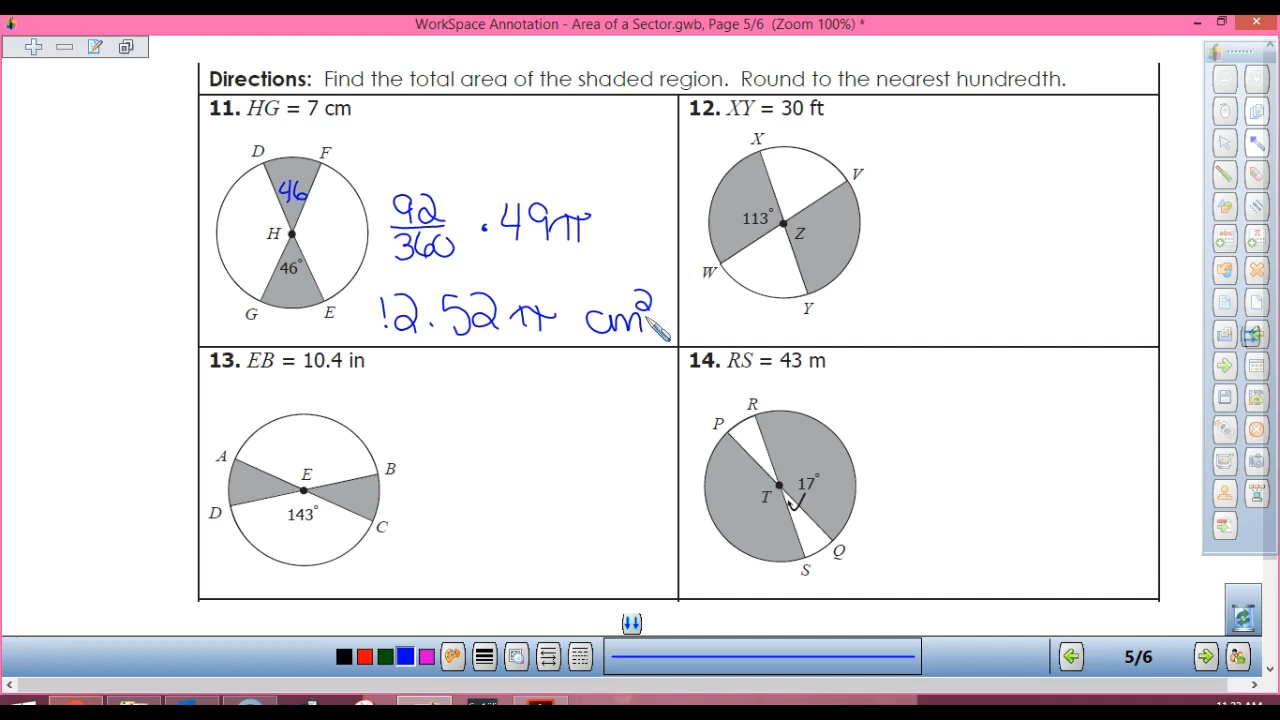 WorkSpace Annotation - Area of a Sector.gwb, Page 5/6 (Zoom 100%) *
Directions: Find the total area of the shaded region. Round to the nearest hundredth.
11. HG = 7 cm
D
F
46
H
46°
G
E
92/360 · 49π
12.52 π cm²
12. XY = 30 ft
X
V
113°
Z
W
Y
13. EB = 10.4 in
A
E
B
D
143°
C
14. RS = 43 m
R
P
17°
T
Q
S
abc
π
5/6